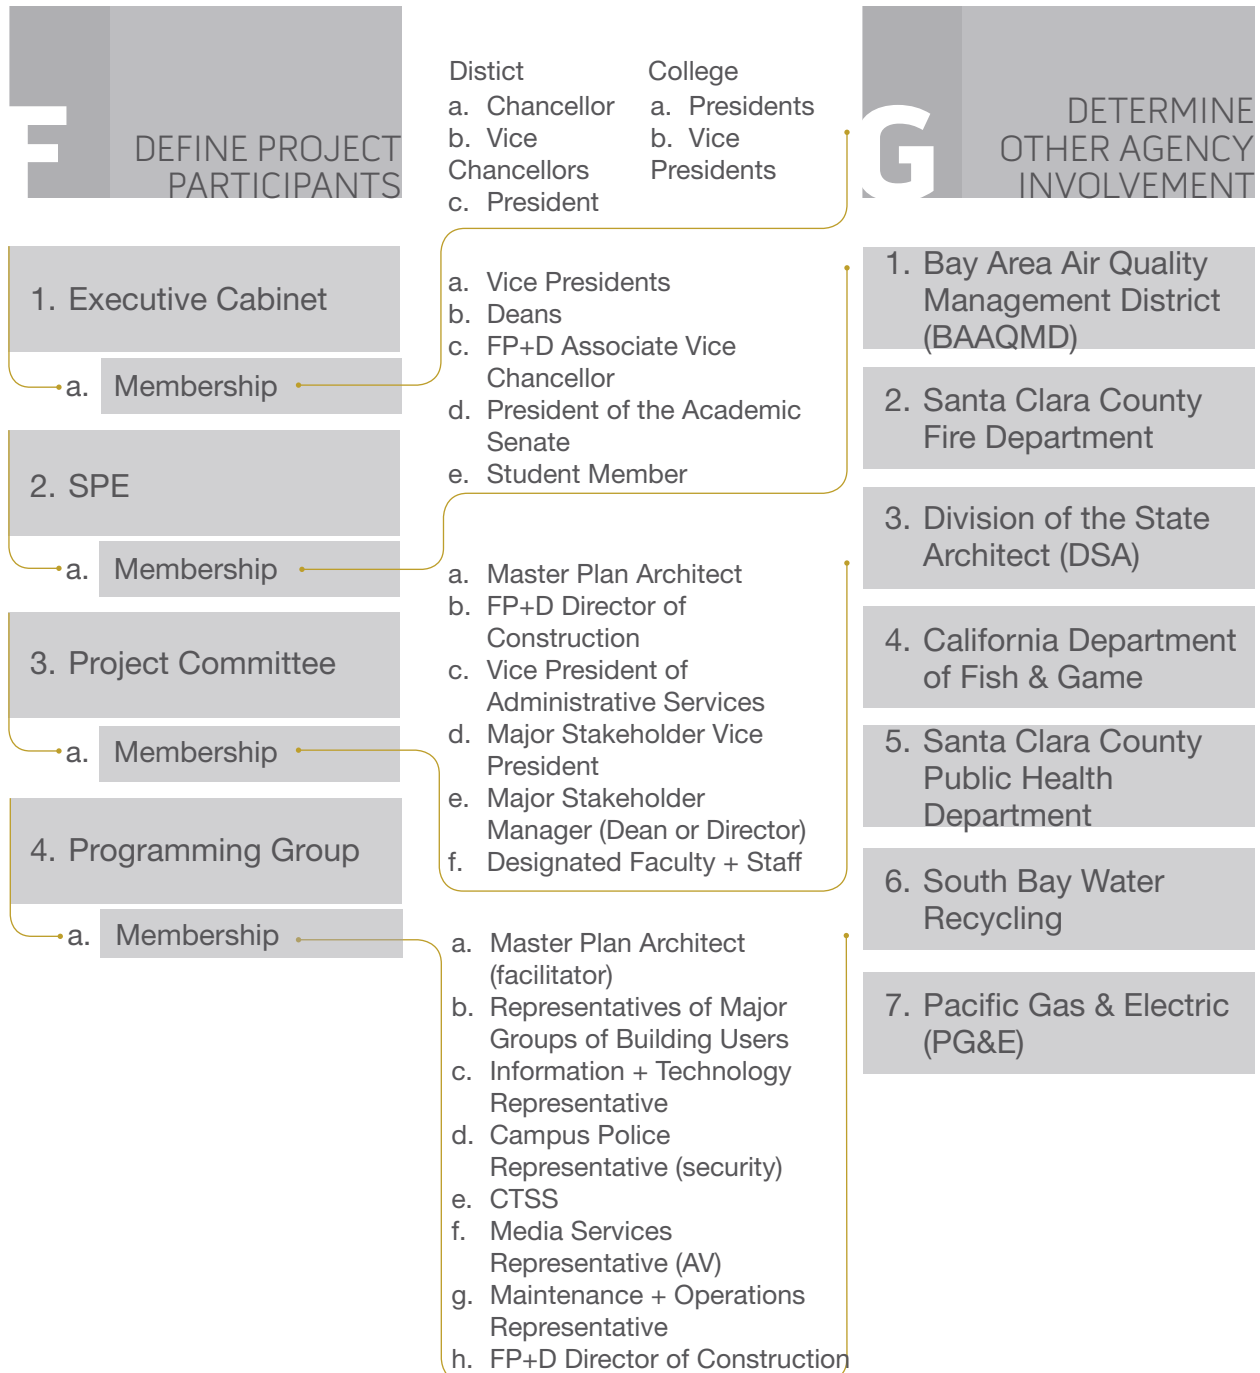 F
DEFINE PROJECT
PARTICIPANTS
1. Executive Cabinet
a. Membership
2. SPE
a. Membership
3. Project Committee
a. Membership
4. Programming Group
a. Membership
Distict
a. Chancellor
b. Vice
Chancellors
c. President
College
a. Presidents
b. Vice
Presidents
a. Vice Presidents
b. Deans
c. FP+D Associate Vice
Chancellor
d. President of the Academic
Senate
e. Student Member
a. Master Plan Architect
b. FP+D Director of
Construction
c. Vice President of
Administrative Services
d. Major Stakeholder Vice
President
e. Major Stakeholder
Manager (Dean or Director)
f. Designated Faculty + Staff
a. Master Plan Architect
(facilitator)
b. Representatives of Major
Groups of Building Users
c. Information + Technology
Representative
d. Campus Police
Representative (security)
e. CTSS
f. Media Services
Representative (AV)
g. Maintenance + Operations
Representative
h. FP+D Director of Construction
G
DETERMINE
OTHER AGENCY
INVOLVEMENT
1. Bay Area Air Quality
Management District
(BAAQMD)
2. Santa Clara County
Fire Department
3. Division of the State
Architect (DSA)
4. California Department
of Fish & Game
5. Santa Clara County
Public Health
Department
6. South Bay Water
Recycling
7. Pacific Gas & Electric
(PG&E)